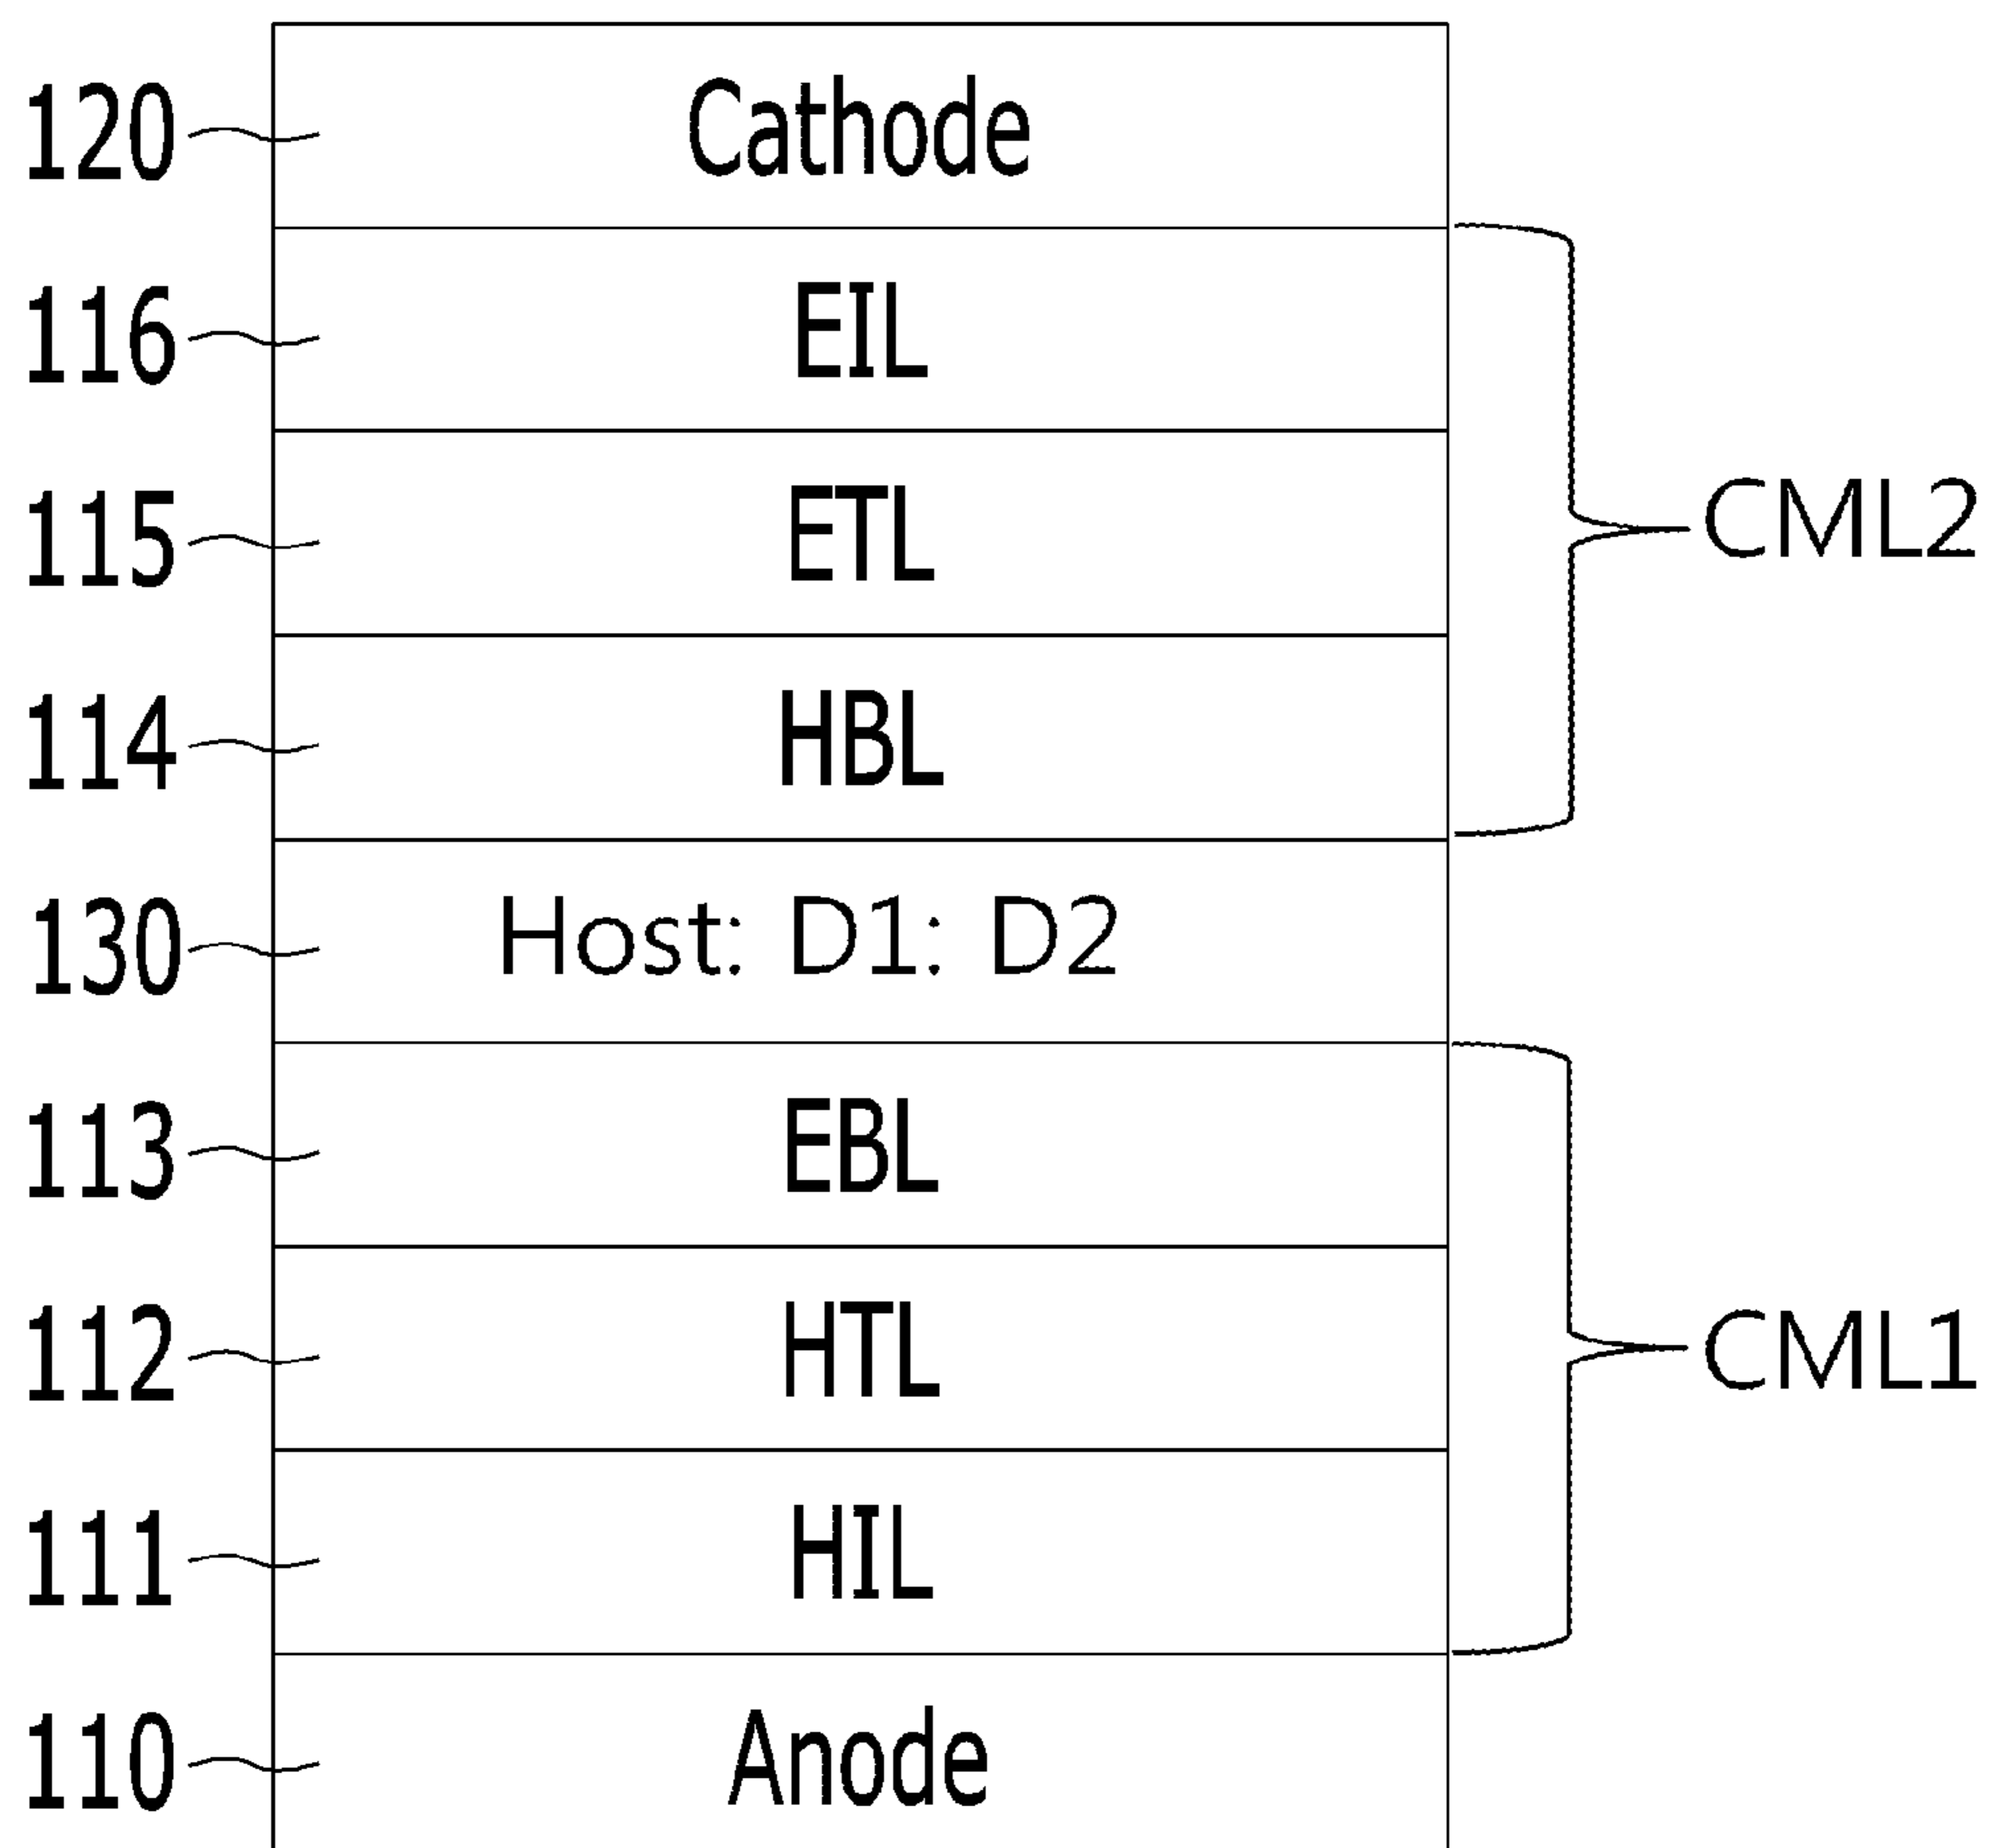 120 Cathode
116 EIL
115 ETL
CML2
114 HBL
130 Host: D1: D2
113 EBL
112 HTL
CML1
111 HIL
110 Anode